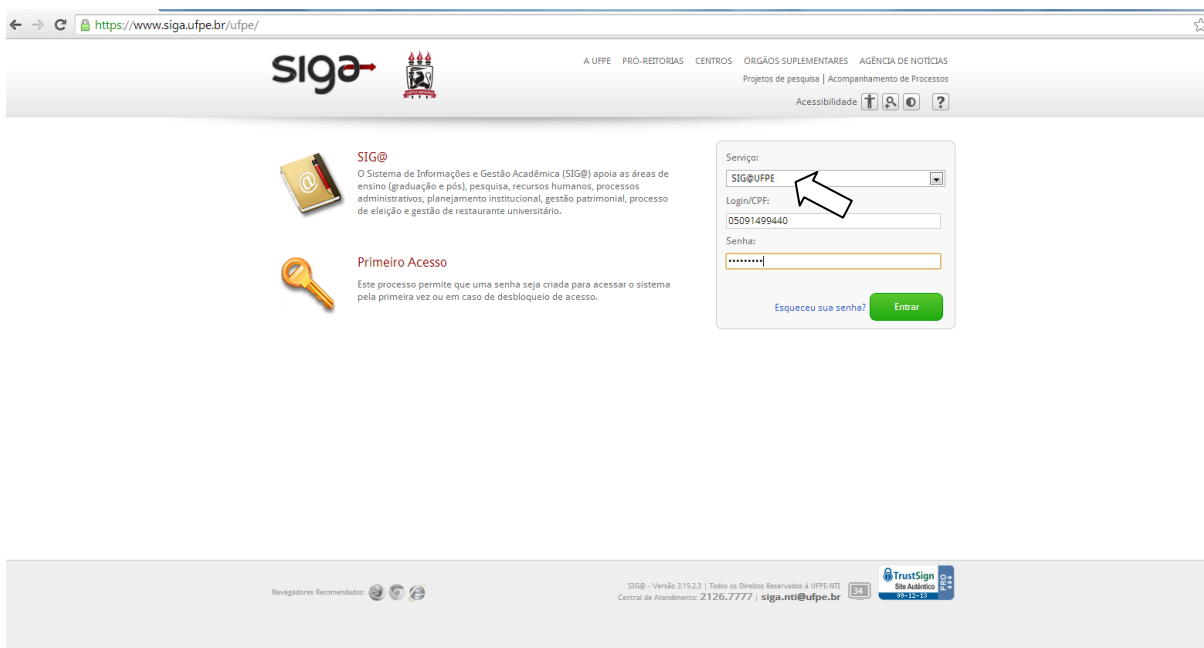 https://www.siga.ufpe.br/ufpe/
siga
A UFPE PRÓ-REITORIAS CENTROS ÓRGÃOS SUPLEMENTARES AGÊNCIA DE NOTÍCIAS
Projetos de pesquisa | Acompanhamento de Processos
Acessibilidade ?
SIG@
O Sistema de Informações e Gestão Acadêmica (SIG@) apoia as áreas de
ensino (graduação e pós), pesquisa, recursos humanos, processos
administrativos, planejamento institucional, gestão patrimonial, processo
de eleição e gestão de restaurante universitário.
Primeiro Acesso
Este processo permite que uma senha seja criada para acessar o sistema
pela primeira vez ou em caso de desbloqueio de acesso.
Serviço:
SIG@UFPE
Login/CPF:
05091499440
Senha:
•••••••••
Esqueceu sua senha? Entrar
Navegadores Recomendados:
SIG@ - Versão 3.15.2.3 | Todos os Direitos Reservados à UFPE-NTI
Central de Atendimento: 2126.7777 | siga.nti@ufpe.br
34
TrustSign
Site Autêntico
09-12-13
PRO